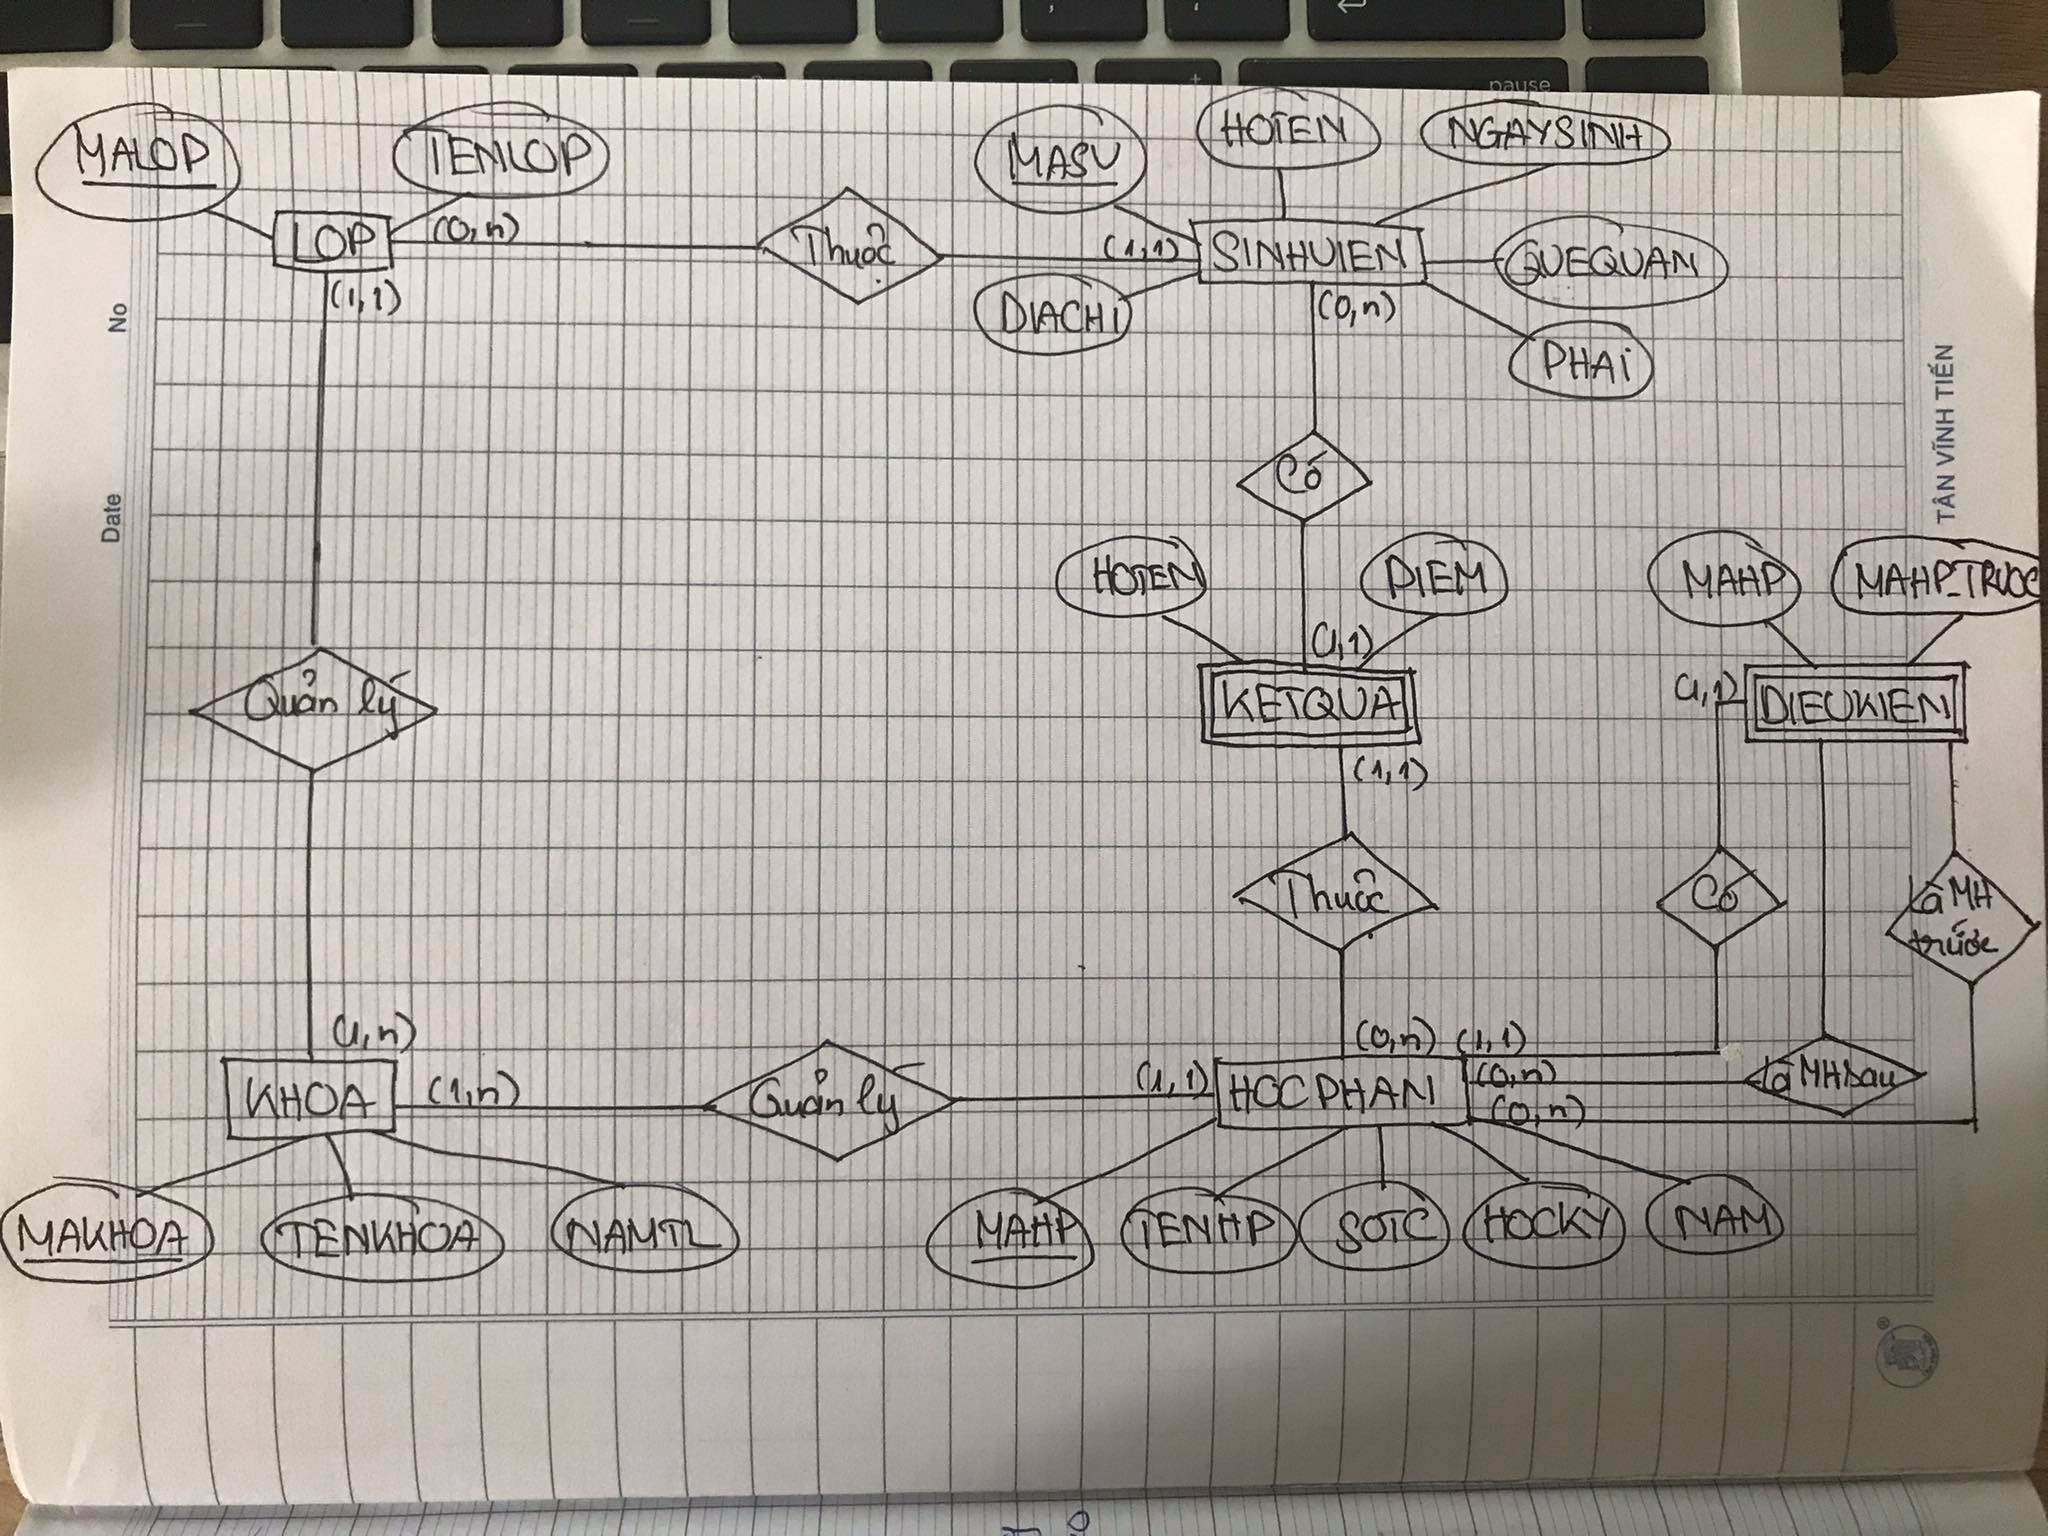 pause
MALOP
TENLOP
MASV
HOTEN
NGAYSINH
LOP
(0,n)
Thuộc
(1,1)
SINHVIEN
QUEQUAN
(1,1)
DIACHI
(0,n)
PHAI
No
Date
TÂN VĨNH TIẾN
Có
HOTEN
DIEM
MAHP
MAHP_TRUOC
(1,1)
Quản lý
KETQUA
(1,1)
DIEUKIEN
(1,1)
Thuộc
Có
Là MH
trước
(1,n)
(0,n)
(1,1)
KHOA
(1,n)
Quản lý
(1,1)
HOCPHAN
(0,n)
Là MH sau
(0,n)
MAKHOA
TENKHOA
NAMTL
MAHP
TENHP
SOTC
HOCKY
NAM